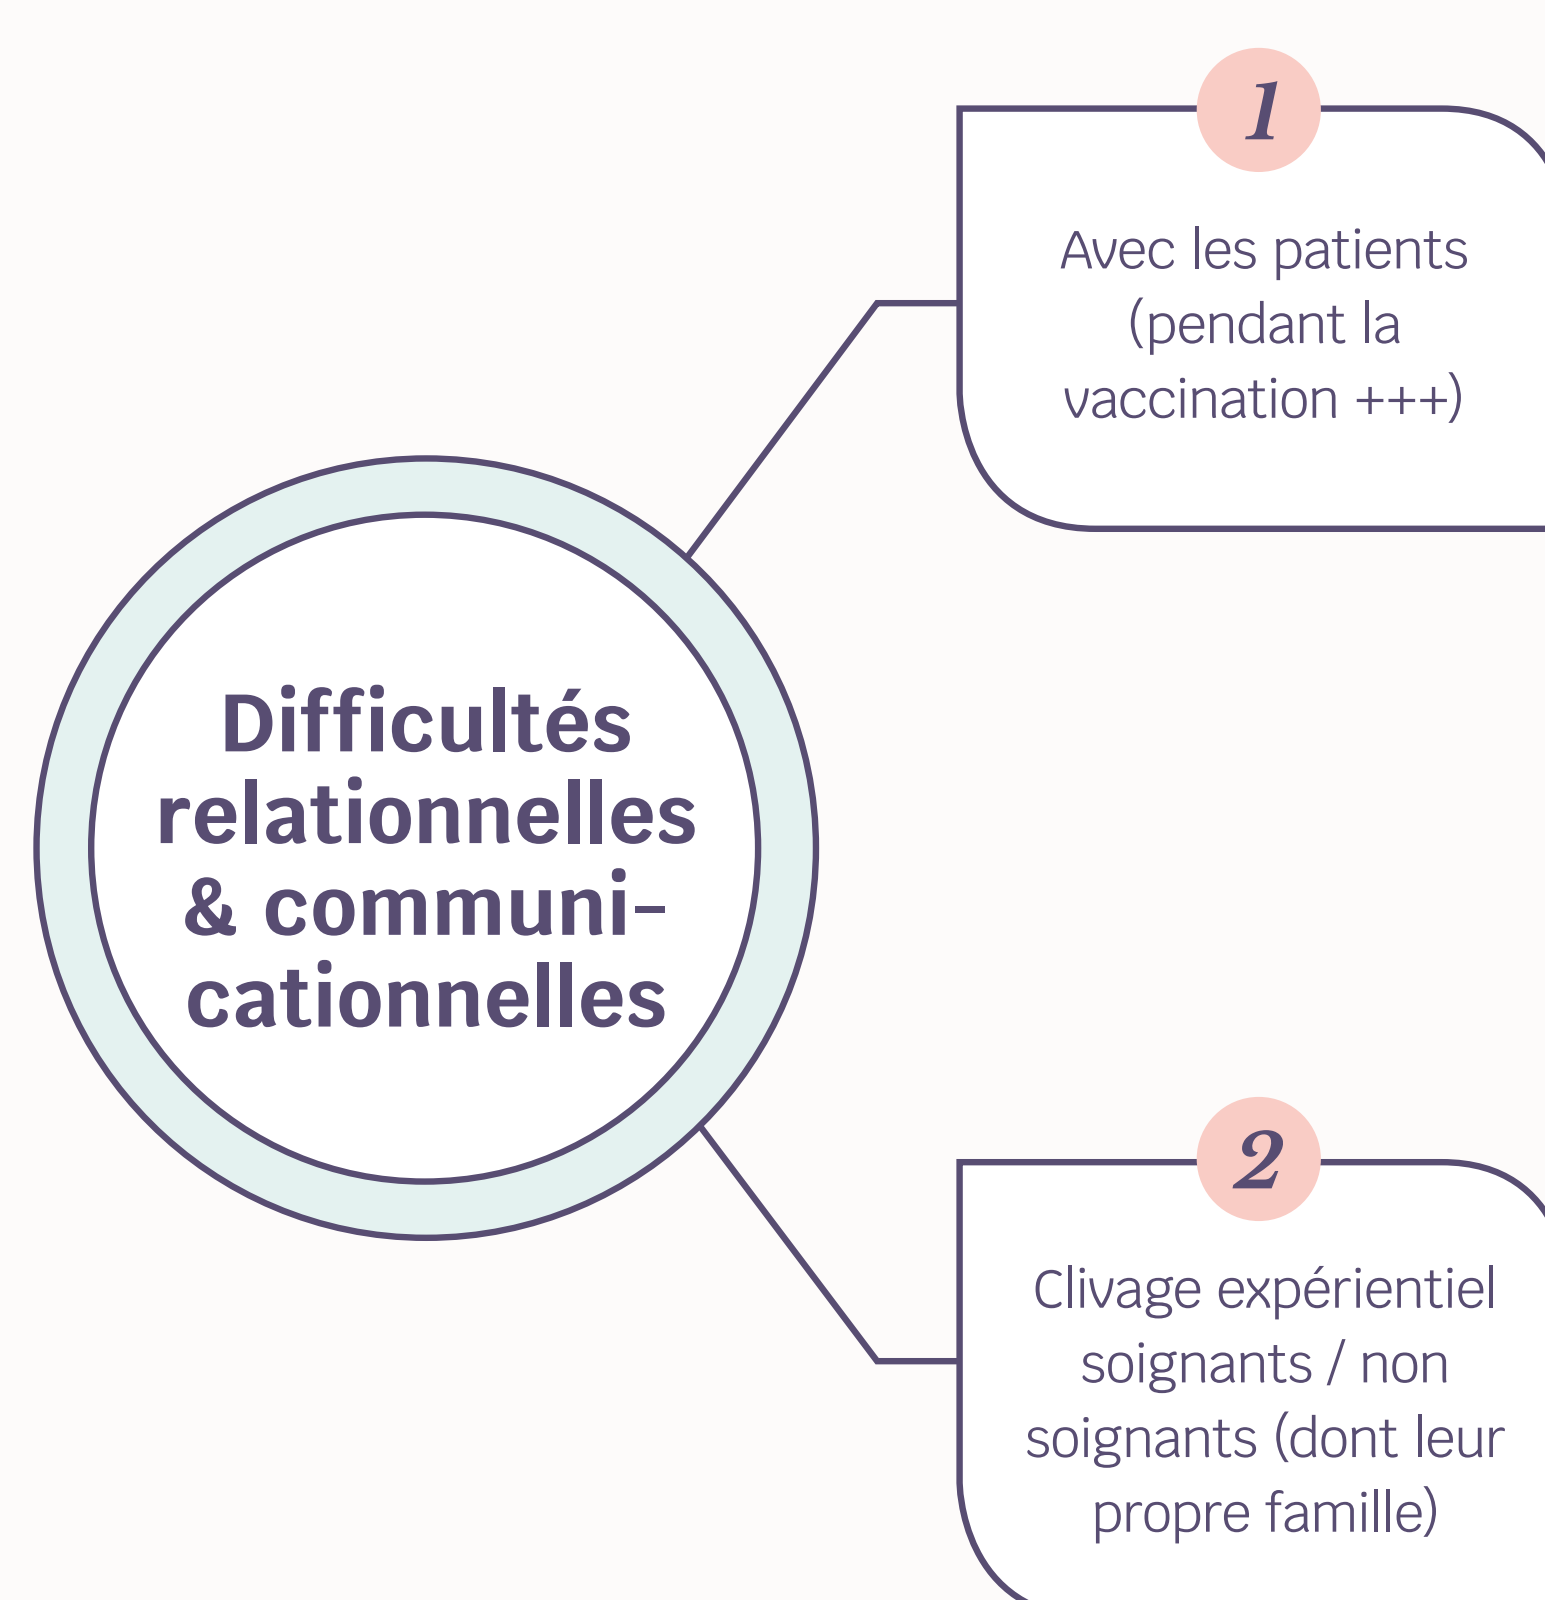 Difficultés
relationnelles
& communi-
cationnelles
1
Avec les patients
(pendant la
vaccination +++)
2
Clivage expérientiel
soignants / non
soignants (dont leur
propre famille)